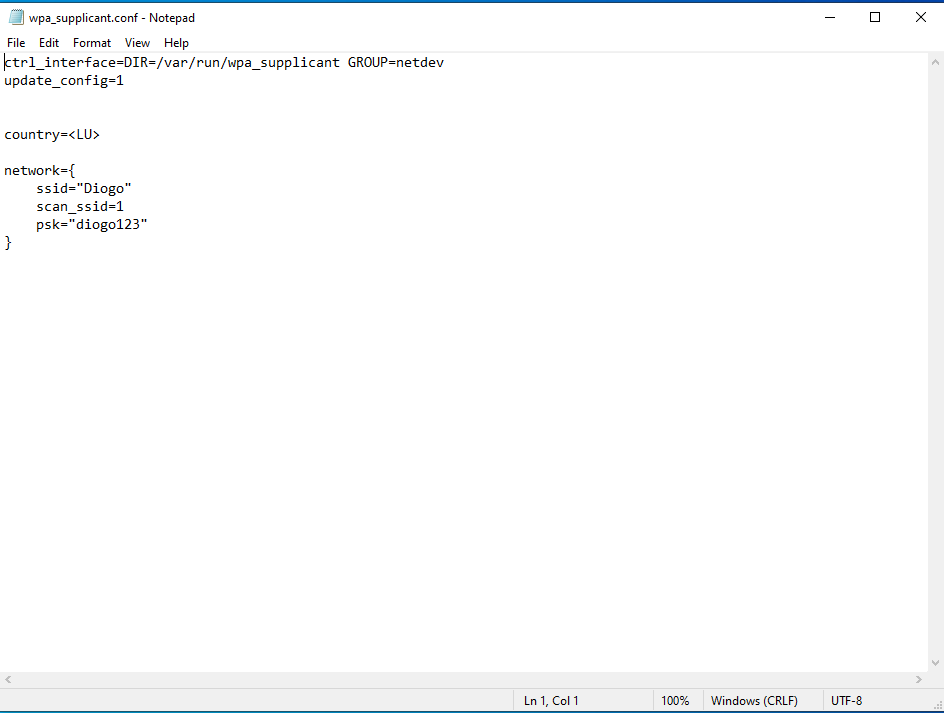 wpa_supplicant.conf - Notepad
File Edit Format View Help
ctrl_interface=DIR=/var/run/wpa_supplicant GROUP=netdev
update_config=1
country=<LU>
network={
    ssid="Diogo"
    scan_ssid=1
    psk="diogo123"
}
Ln 1, Col 1 100% Windows (CRLF) UTF-8